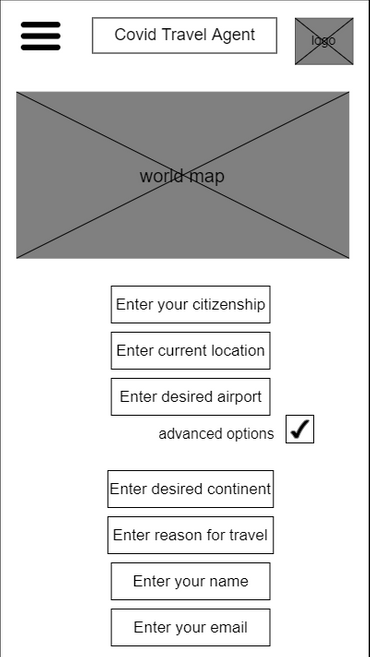 Covid Travel Agent
logo
world map
Enter your citizenship
Enter current location
Enter desired airport
advanced options
Enter desired continent
Enter reason for travel
Enter your name
Enter your email